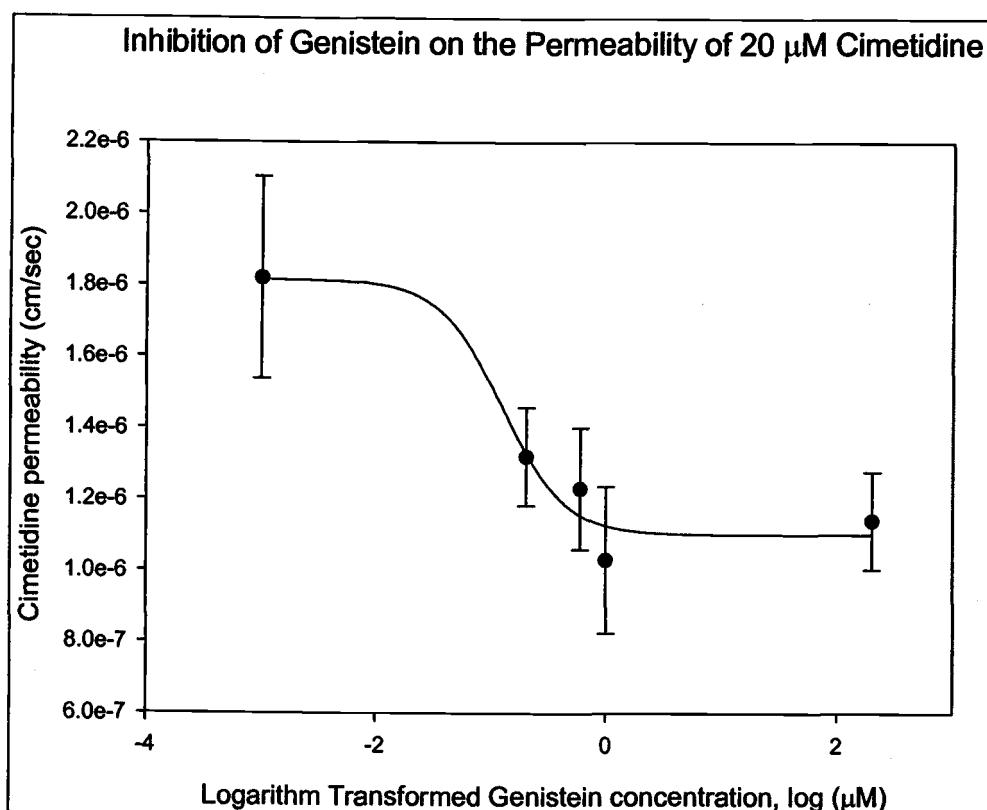 Inhibition of Genistein on the Permeability of 20 μM Cimetidine
Cimetidine permeability (cm/sec)
2.2e-6
2.0e-6
1.8e-6
1.6e-6
1.4e-6
1.2e-6
1.0e-6
8.0e-7
6.0e-7
-4 -2 0 2
Logarithm Transformed Genistein concentration, log (μM)